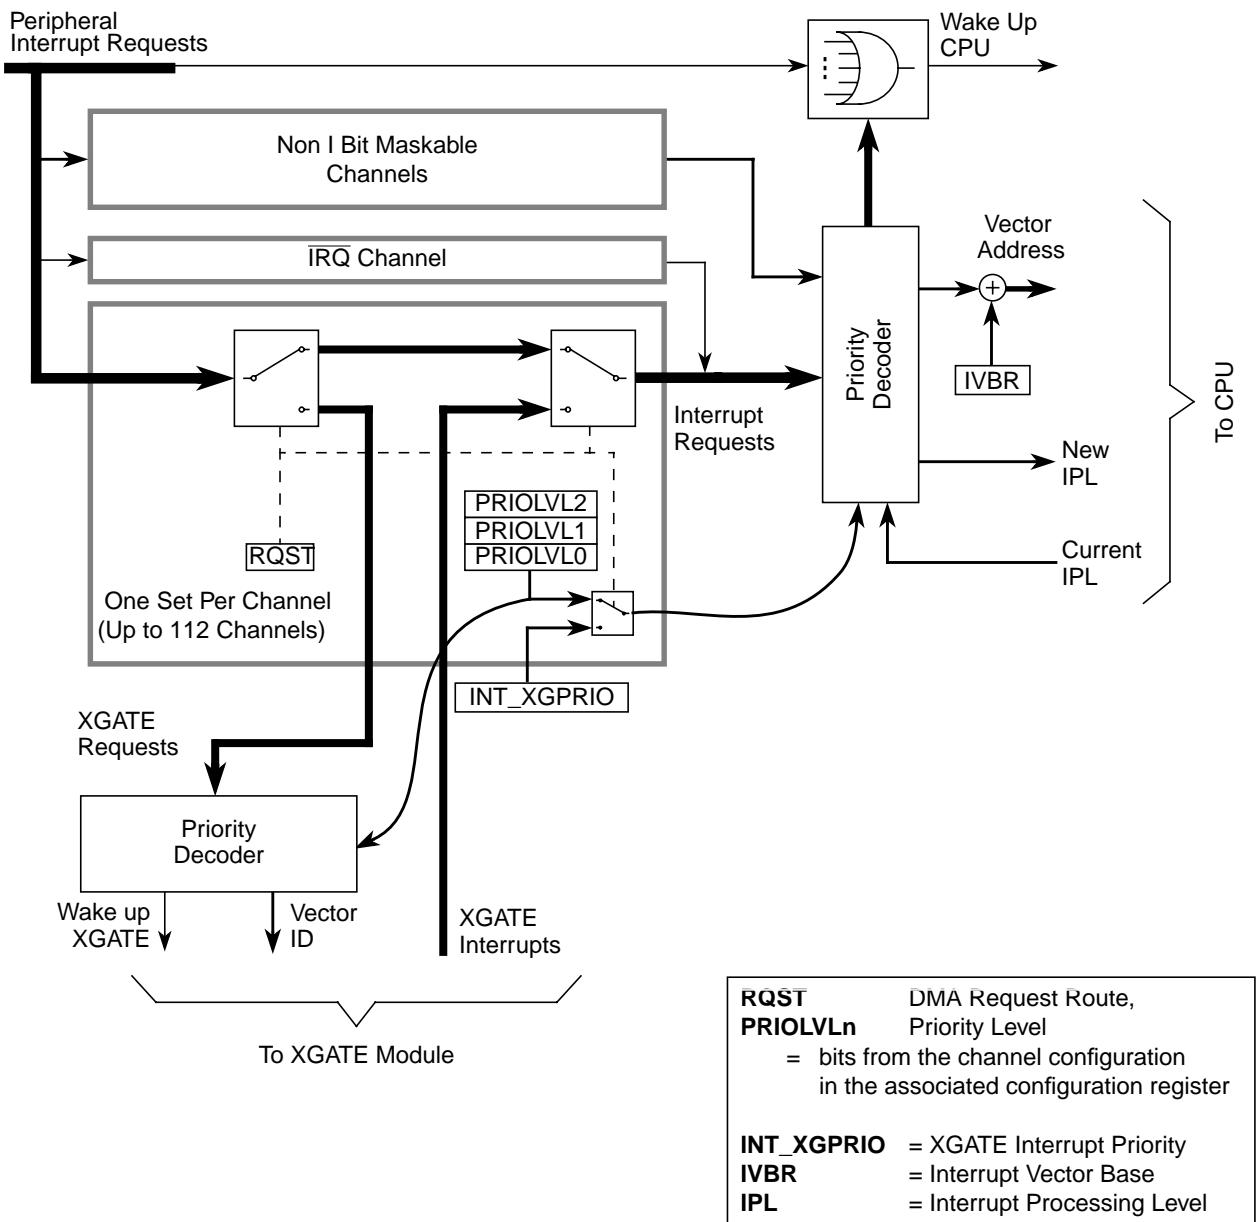 Peripheral
Interrupt Requests
Wake Up
CPU
Non I Bit Maskable
Channels
IRQ Channel
Vector
Address
+
IVBR
Priority
Decoder
To CPU
Interrupt
Requests
New
IPL
Current
IPL
PRIOLVL2
PRIOLVL1
PRIOLVL0
RQST
One Set Per Channel
(Up to 112 Channels)
INT_XGPRIO
XGATE
Requests
Priority
Decoder
Wake up
XGATE
Vector
ID
XGATE
Interrupts
To XGATE Module
RQST DMA Request Route,
PRIOLVLn Priority Level
= bits from the channel configuration
in the associated configuration register
INT_XGPRIO = XGATE Interrupt Priority
IVBR = Interrupt Vector Base
IPL = Interrupt Processing Level